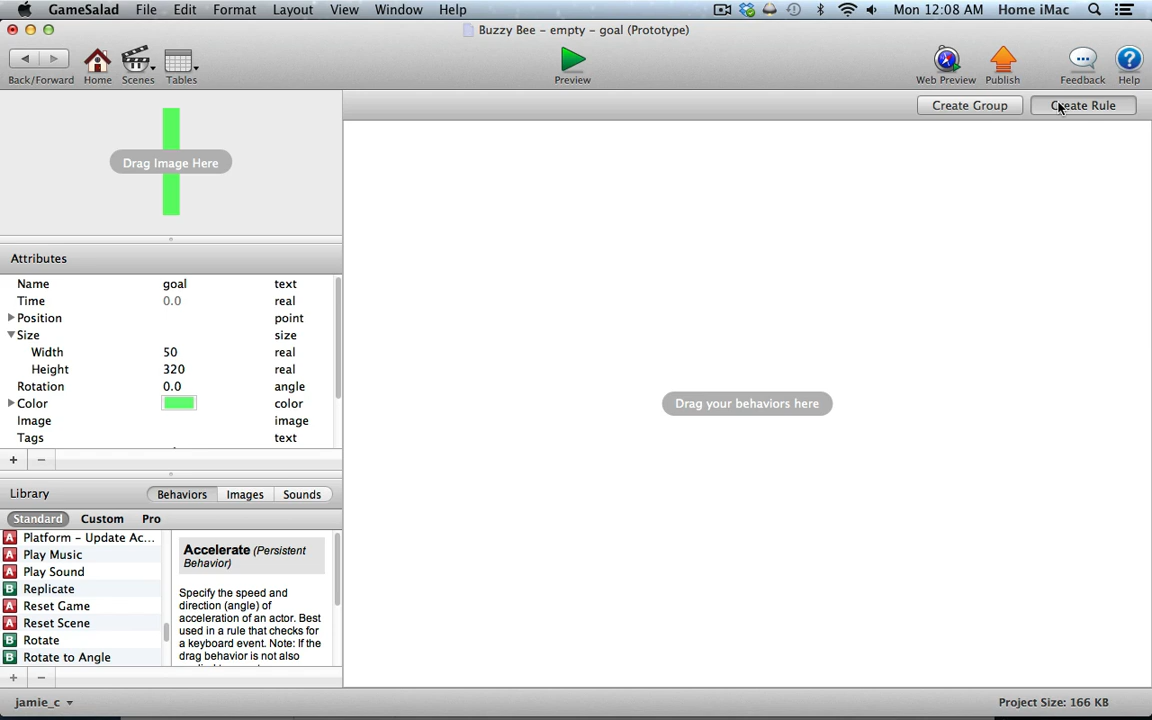 GameSalad File Edit Format Layout View Window Help Mon 12:08 AM Home iMac
Buzzy Bee – empty – goal (Prototype)
Back/Forward Home Scenes Tables Preview Web Preview Publish Feedback Help
Create Group Create Rule
Drag Image Here
Attributes
Name goal text
Time 0.0 real
Position point
Size size
Width 50 real
Height 320 real
Rotation 0.0 angle
Color color
Image image
Tags text
Drag your behaviors here
Library Behaviors Images Sounds
Standard Custom Pro
Platform – Update Ac...
Play Music
Play Sound
Replicate
Reset Game
Reset Scene
Rotate
Rotate to Angle
Accelerate (Persistent
Behavior)
Specify the speed and
direction (angle) of
acceleration of an actor. Best
used in a rule that checks for
a keyboard event. Note: If the
drag behavior is not also
jamie_c Project Size: 166 KB